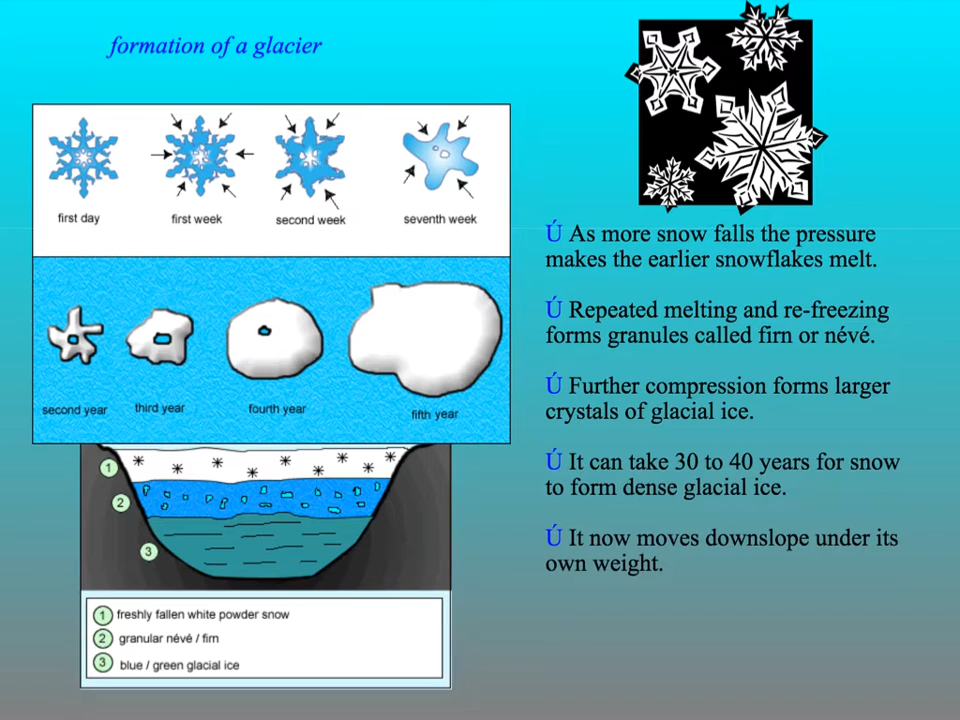 formation of a glacier
first day
first week
second week
seventh week
second year
third year
fourth year
fifth year
1
2
3
1 freshly fallen white powder snow
2 granular névé / firn
3 blue / green glacial ice
Ú As more snow falls the pressure
makes the earlier snowflakes melt.
Ú Repeated melting and re-freezing
forms granules called firn or névé.
Ú Further compression forms larger
crystals of glacial ice.
Ú It can take 30 to 40 years for snow
to form dense glacial ice.
Ú It now moves downslope under its
own weight.